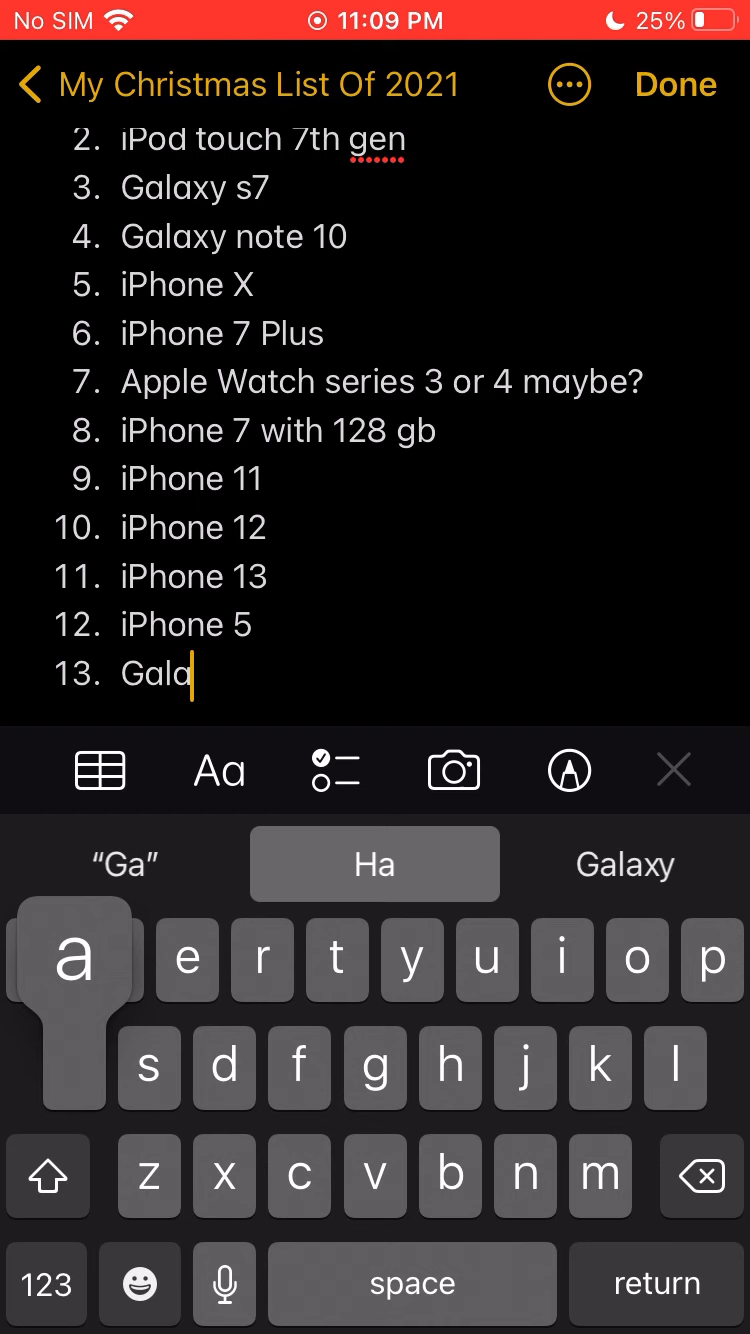 No SIM 11:09 PM 25%
My Christmas List Of 2021 Done
2. iPod touch 7th gen
3. Galaxy s7
4. Galaxy note 10
5. iPhone X
6. iPhone 7 Plus
7. Apple Watch series 3 or 4 maybe?
8. iPhone 7 with 128 gb
9. iPhone 11
10. iPhone 12
11. iPhone 13
12. iPhone 5
13. Gala
Aa
“Ga” Ha Galaxy
a e r t y u i o p
s d f g h j k l
z x c v b n m
123 space return